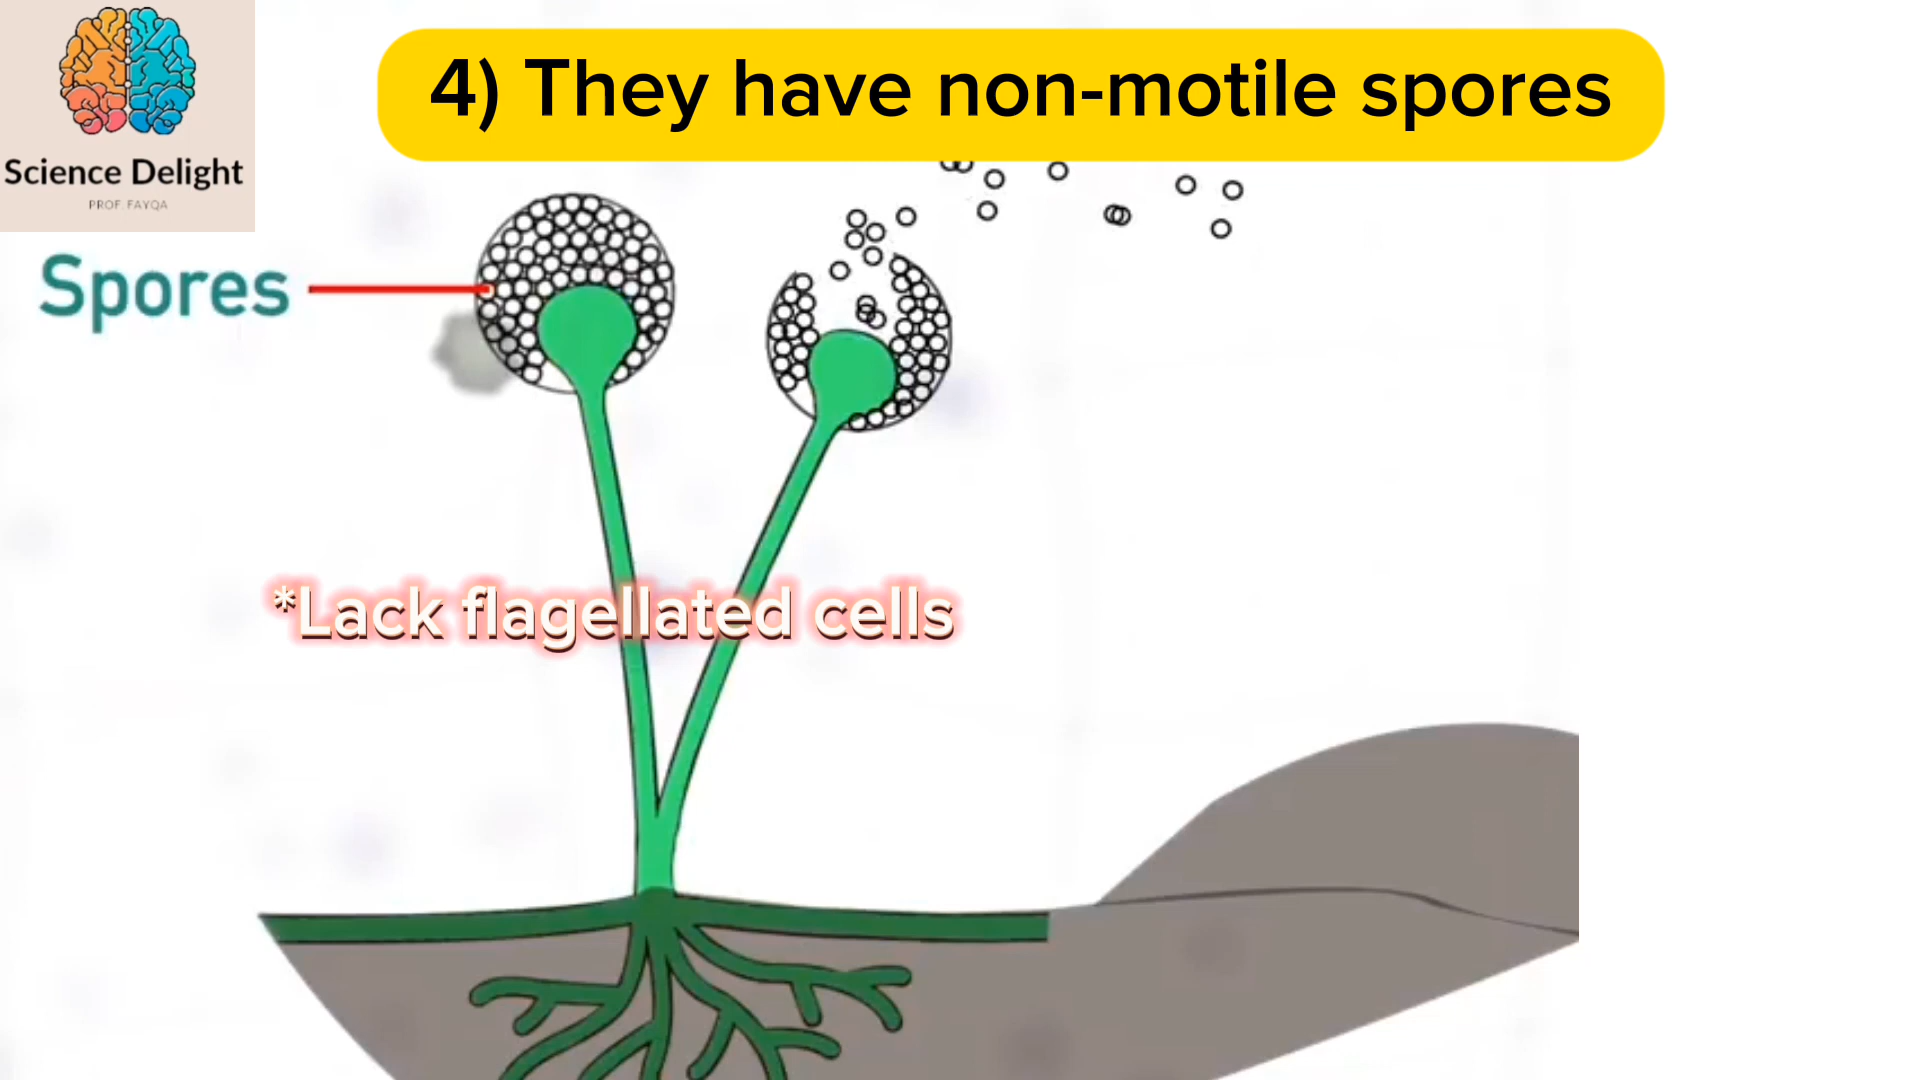 Science Delight
PROF. FAYQA
4) They have non-motile spores
Spores
*Lack flagellated cells